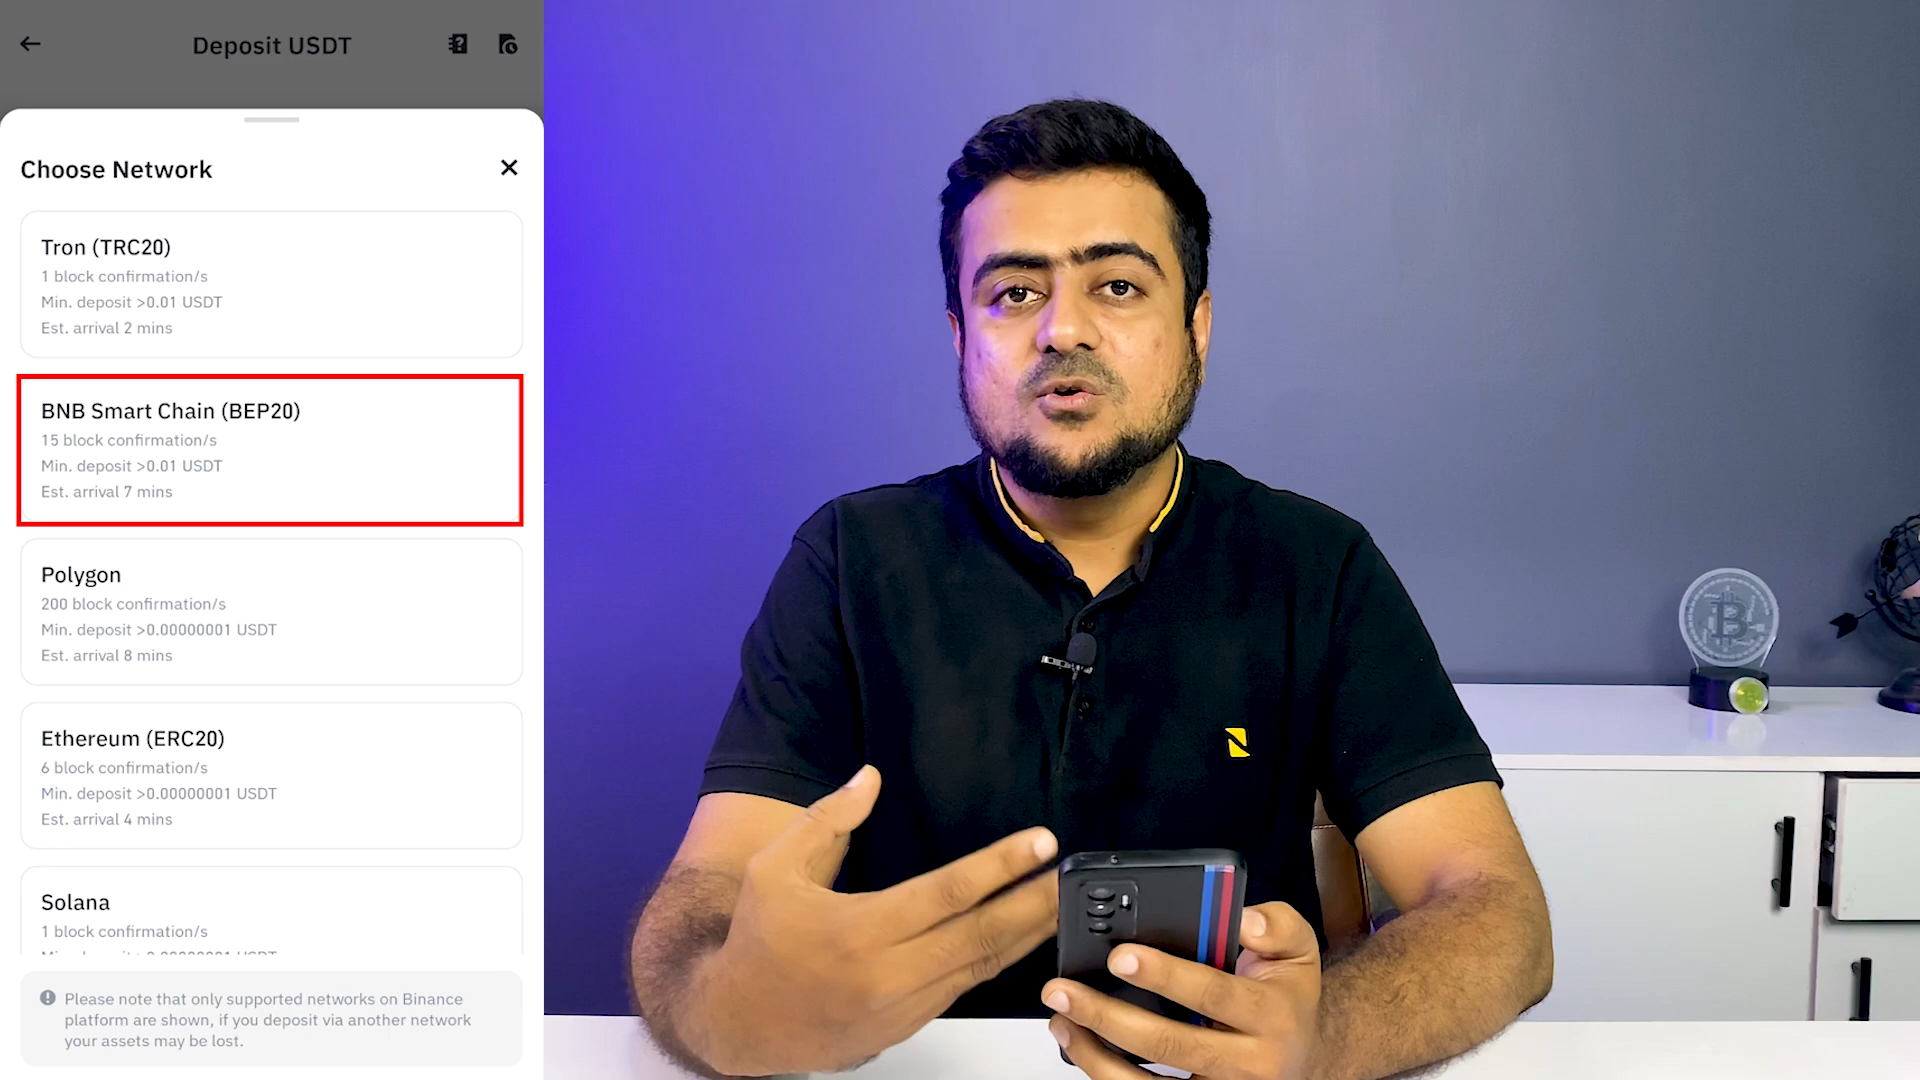 Deposit USDT
Choose Network
Tron (TRC20)
1 block confirmation/s
Min. deposit >0.01 USDT
Est. arrival 2 mins
BNB Smart Chain (BEP20)
15 block confirmation/s
Min. deposit >0.01 USDT
Est. arrival 7 mins
Polygon
200 block confirmation/s
Min. deposit >0.00000001 USDT
Est. arrival 8 mins
Ethereum (ERC20)
6 block confirmation/s
Min. deposit >0.00000001 USDT
Est. arrival 4 mins
Solana
1 block confirmation/s
Please note that only supported networks on Binance
platform are shown, if you deposit via another network
your assets may be lost.